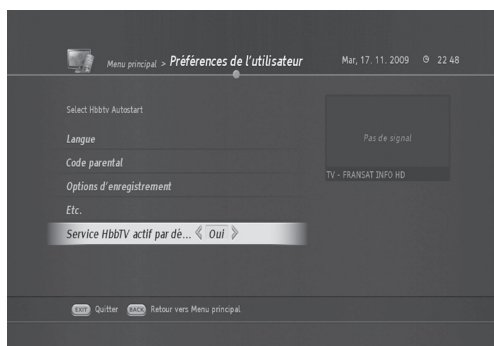 Menu principal > Préférences de l'utilisateur
Mar, 17. 11. 2009 22 48
Select Hbbtv Autostart
Langue
Code parental
Options d'enregistrement
Etc.
Service HbbTV actif par dé... Oui
Pas de signal
TV - FRANSAT INFO HD
EXIT Quitter BACK Retour vers Menu principal